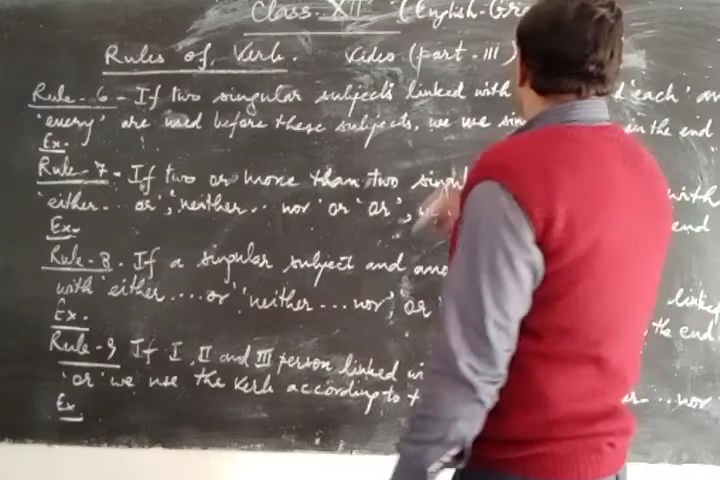 Class-XII (English-Gra
Rules of Verb. Video (part-III)
Rule-6- If two singular subjects linked with 'each'
'every' are used before these subjects, we use sin in the end
Ex.
Rule-7- If two or more than two singul with
'either... or', 'neither... nor' or 'or', end
Ex-
Rule-8. If a singular subject and ano linked
with 'either....or' 'neither...nor', or the end
Ex.
Rule-9 If I, II and III person linked wi ...nor
'or' we use the verb according to
Ex